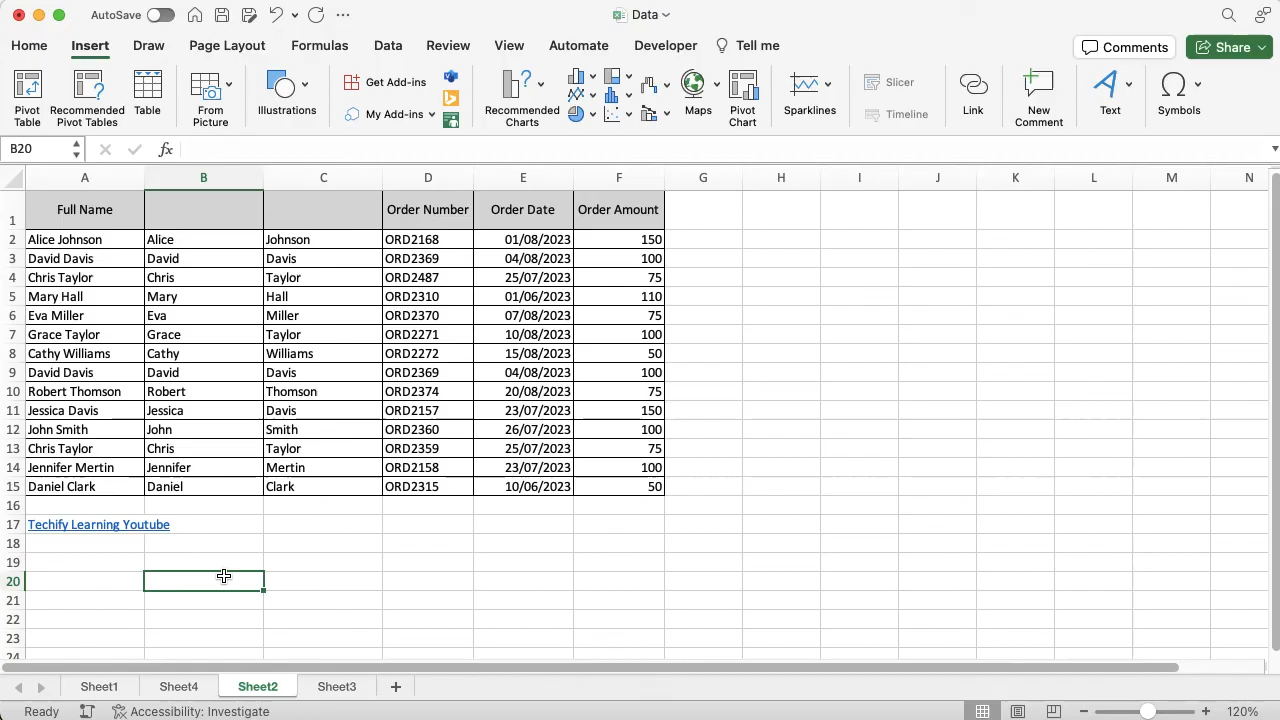 AutoSave
Data
Home Insert Draw Page Layout Formulas Data Review View Automate Developer Tell me
Comments Share
Pivot Table
Recommended Pivot Tables
Table
From Picture
Illustrations
Get Add-ins
My Add-ins
Recommended Charts
Maps
Pivot Chart
Sparklines
Slicer
Timeline
Link
New Comment
Text
Symbols
B20 fx
A B C D E F G H I J K L M N
1 Full Name Order Number Order Date Order Amount
2 Alice Johnson Alice Johnson ORD2168 01/08/2023 150
3 David Davis David Davis ORD2369 04/08/2023 100
4 Chris Taylor Chris Taylor ORD2487 25/07/2023 75
5 Mary Hall Mary Hall ORD2310 01/06/2023 110
6 Eva Miller Eva Miller ORD2370 07/08/2023 75
7 Grace Taylor Grace Taylor ORD2271 10/08/2023 100
8 Cathy Williams Cathy Williams ORD2272 15/08/2023 50
9 David Davis David Davis ORD2369 04/08/2023 100
10 Robert Thomson Robert Thomson ORD2374 20/08/2023 75
11 Jessica Davis Jessica Davis ORD2157 23/07/2023 150
12 John Smith John Smith ORD2360 26/07/2023 100
13 Chris Taylor Chris Taylor ORD2359 25/07/2023 75
14 Jennifer Mertin Jennifer Mertin ORD2158 23/07/2023 100
15 Daniel Clark Daniel Clark ORD2315 10/06/2023 50
16
17 Techify Learning Youtube
18
19
20
21
22
23
24
Sheet1 Sheet4 Sheet2 Sheet3
Ready Accessibility: Investigate 120%